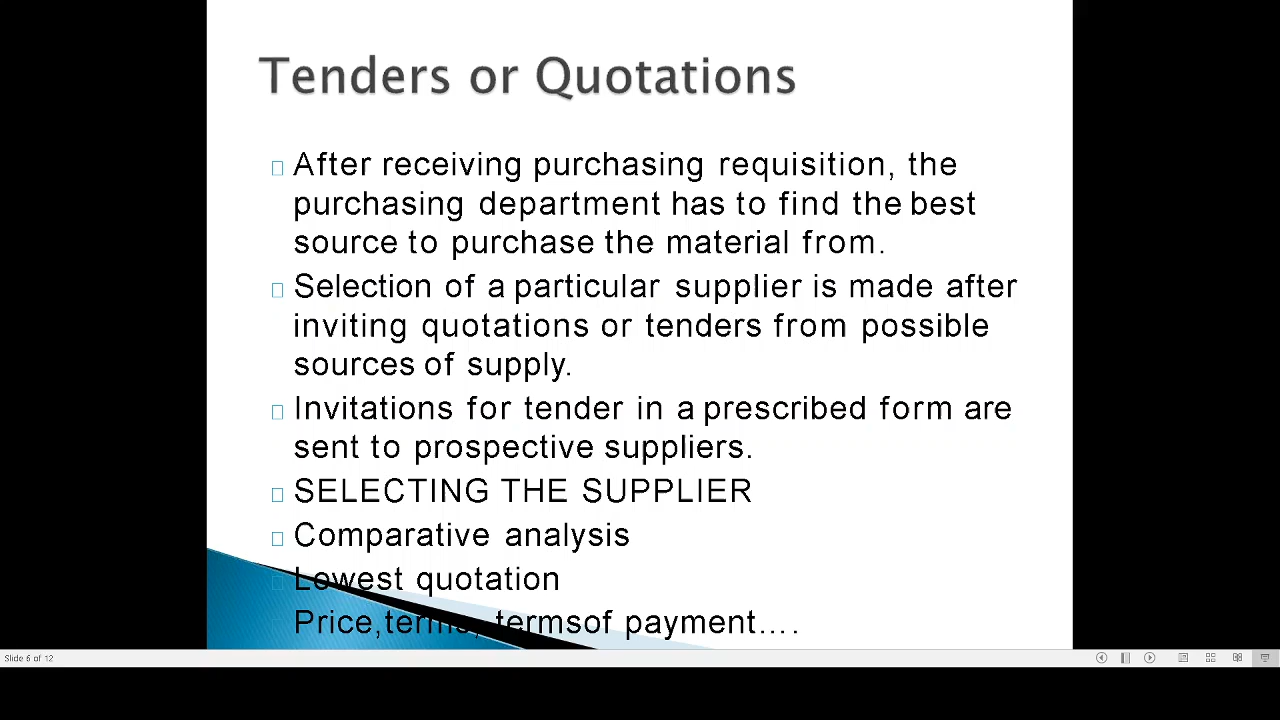 Tenders or Quotations
After receiving purchasing requisition, the
purchasing department has to find the best
source to purchase the material from.
Selection of a particular supplier is made after
inviting quotations or tenders from possible
sources of supply.
Invitations for tender in a prescribed form are
sent to prospective suppliers.
SELECTING THE SUPPLIER
Comparative analysis
Lowest quotation
Price,terms, termsof payment....
Slide 6 of 12